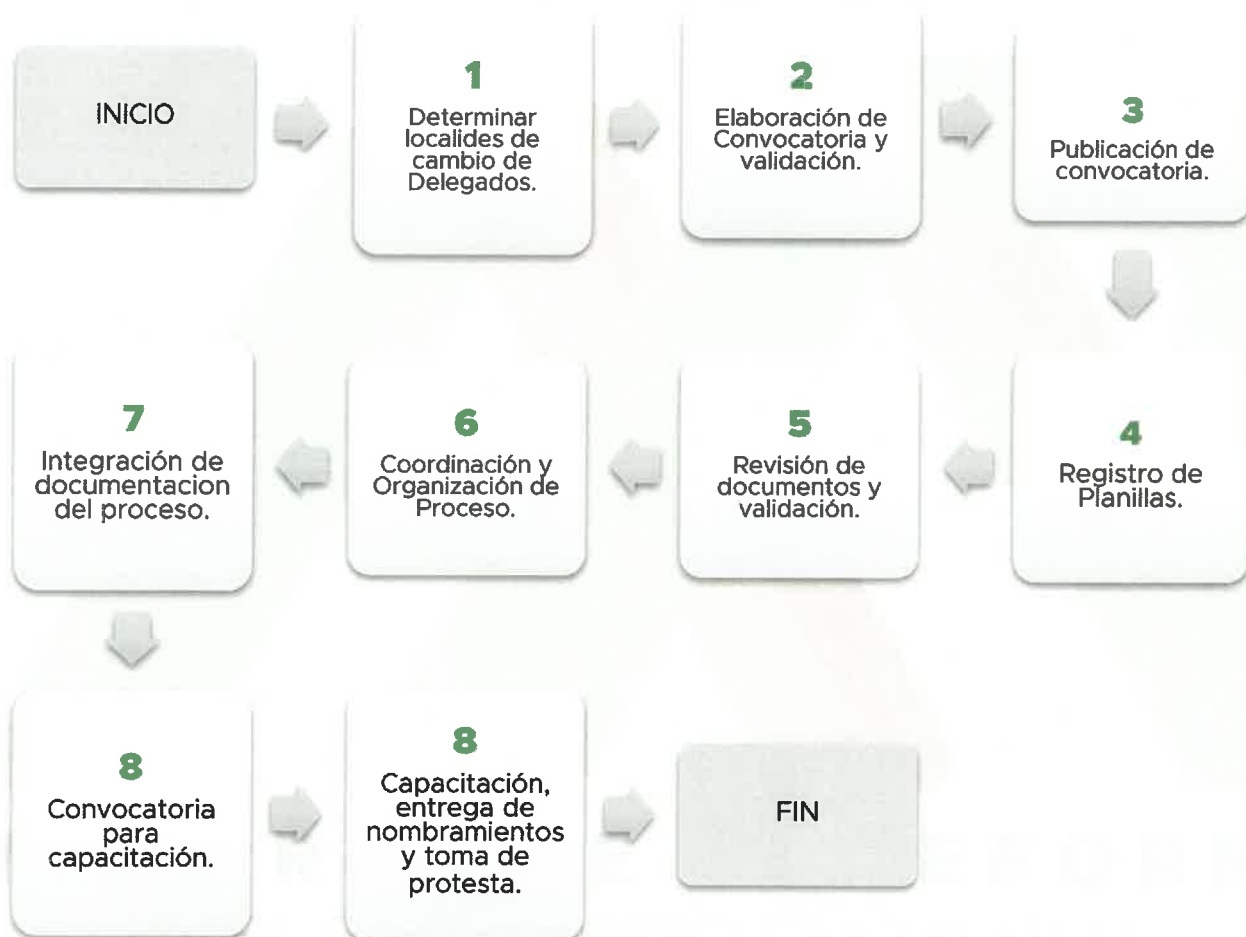 INICIO
1
Determinar
localides de
cambio de
Delegados.
2
Elaboración de
Convocatoria y
validación.
3
Publicación de
convocatoria.
4
Registro de
Planillas.
5
Revisión de
documentos y
validación.
6
Coordinación y
Organización de
Proceso.
7
Integración de
documentacion
del proceso.
8
Convocatoria
para
capacitación.
8
Capacitación,
entrega de
nombramientos
y toma de
protesta.
FIN